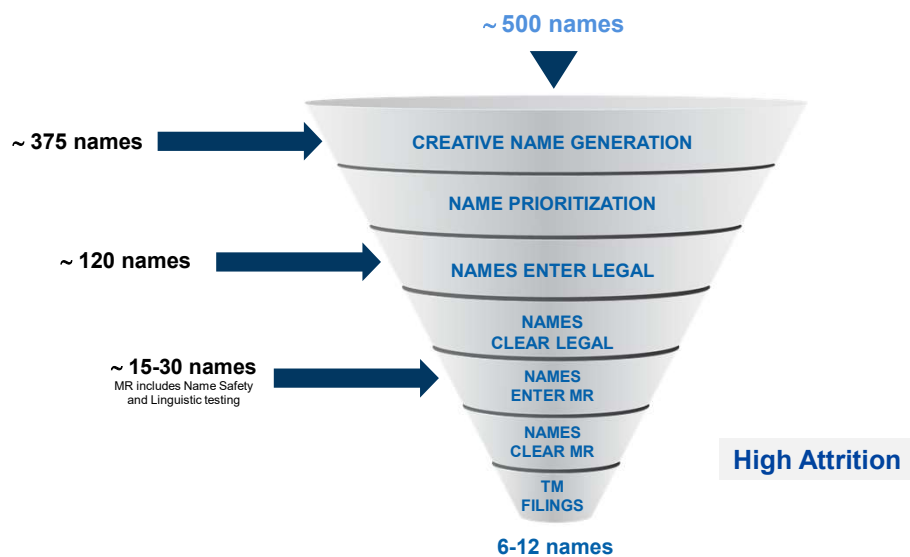 ~ 500 names
~ 375 names
CREATIVE NAME GENERATION
NAME PRIORITIZATION
~ 120 names
NAMES ENTER LEGAL
NAMES
CLEAR LEGAL
~ 15-30 names
MR includes Name Safety
and Linguistic testing
NAMES
ENTER MR
NAMES
CLEAR MR
High Attrition
TM
FILINGS
6-12 names